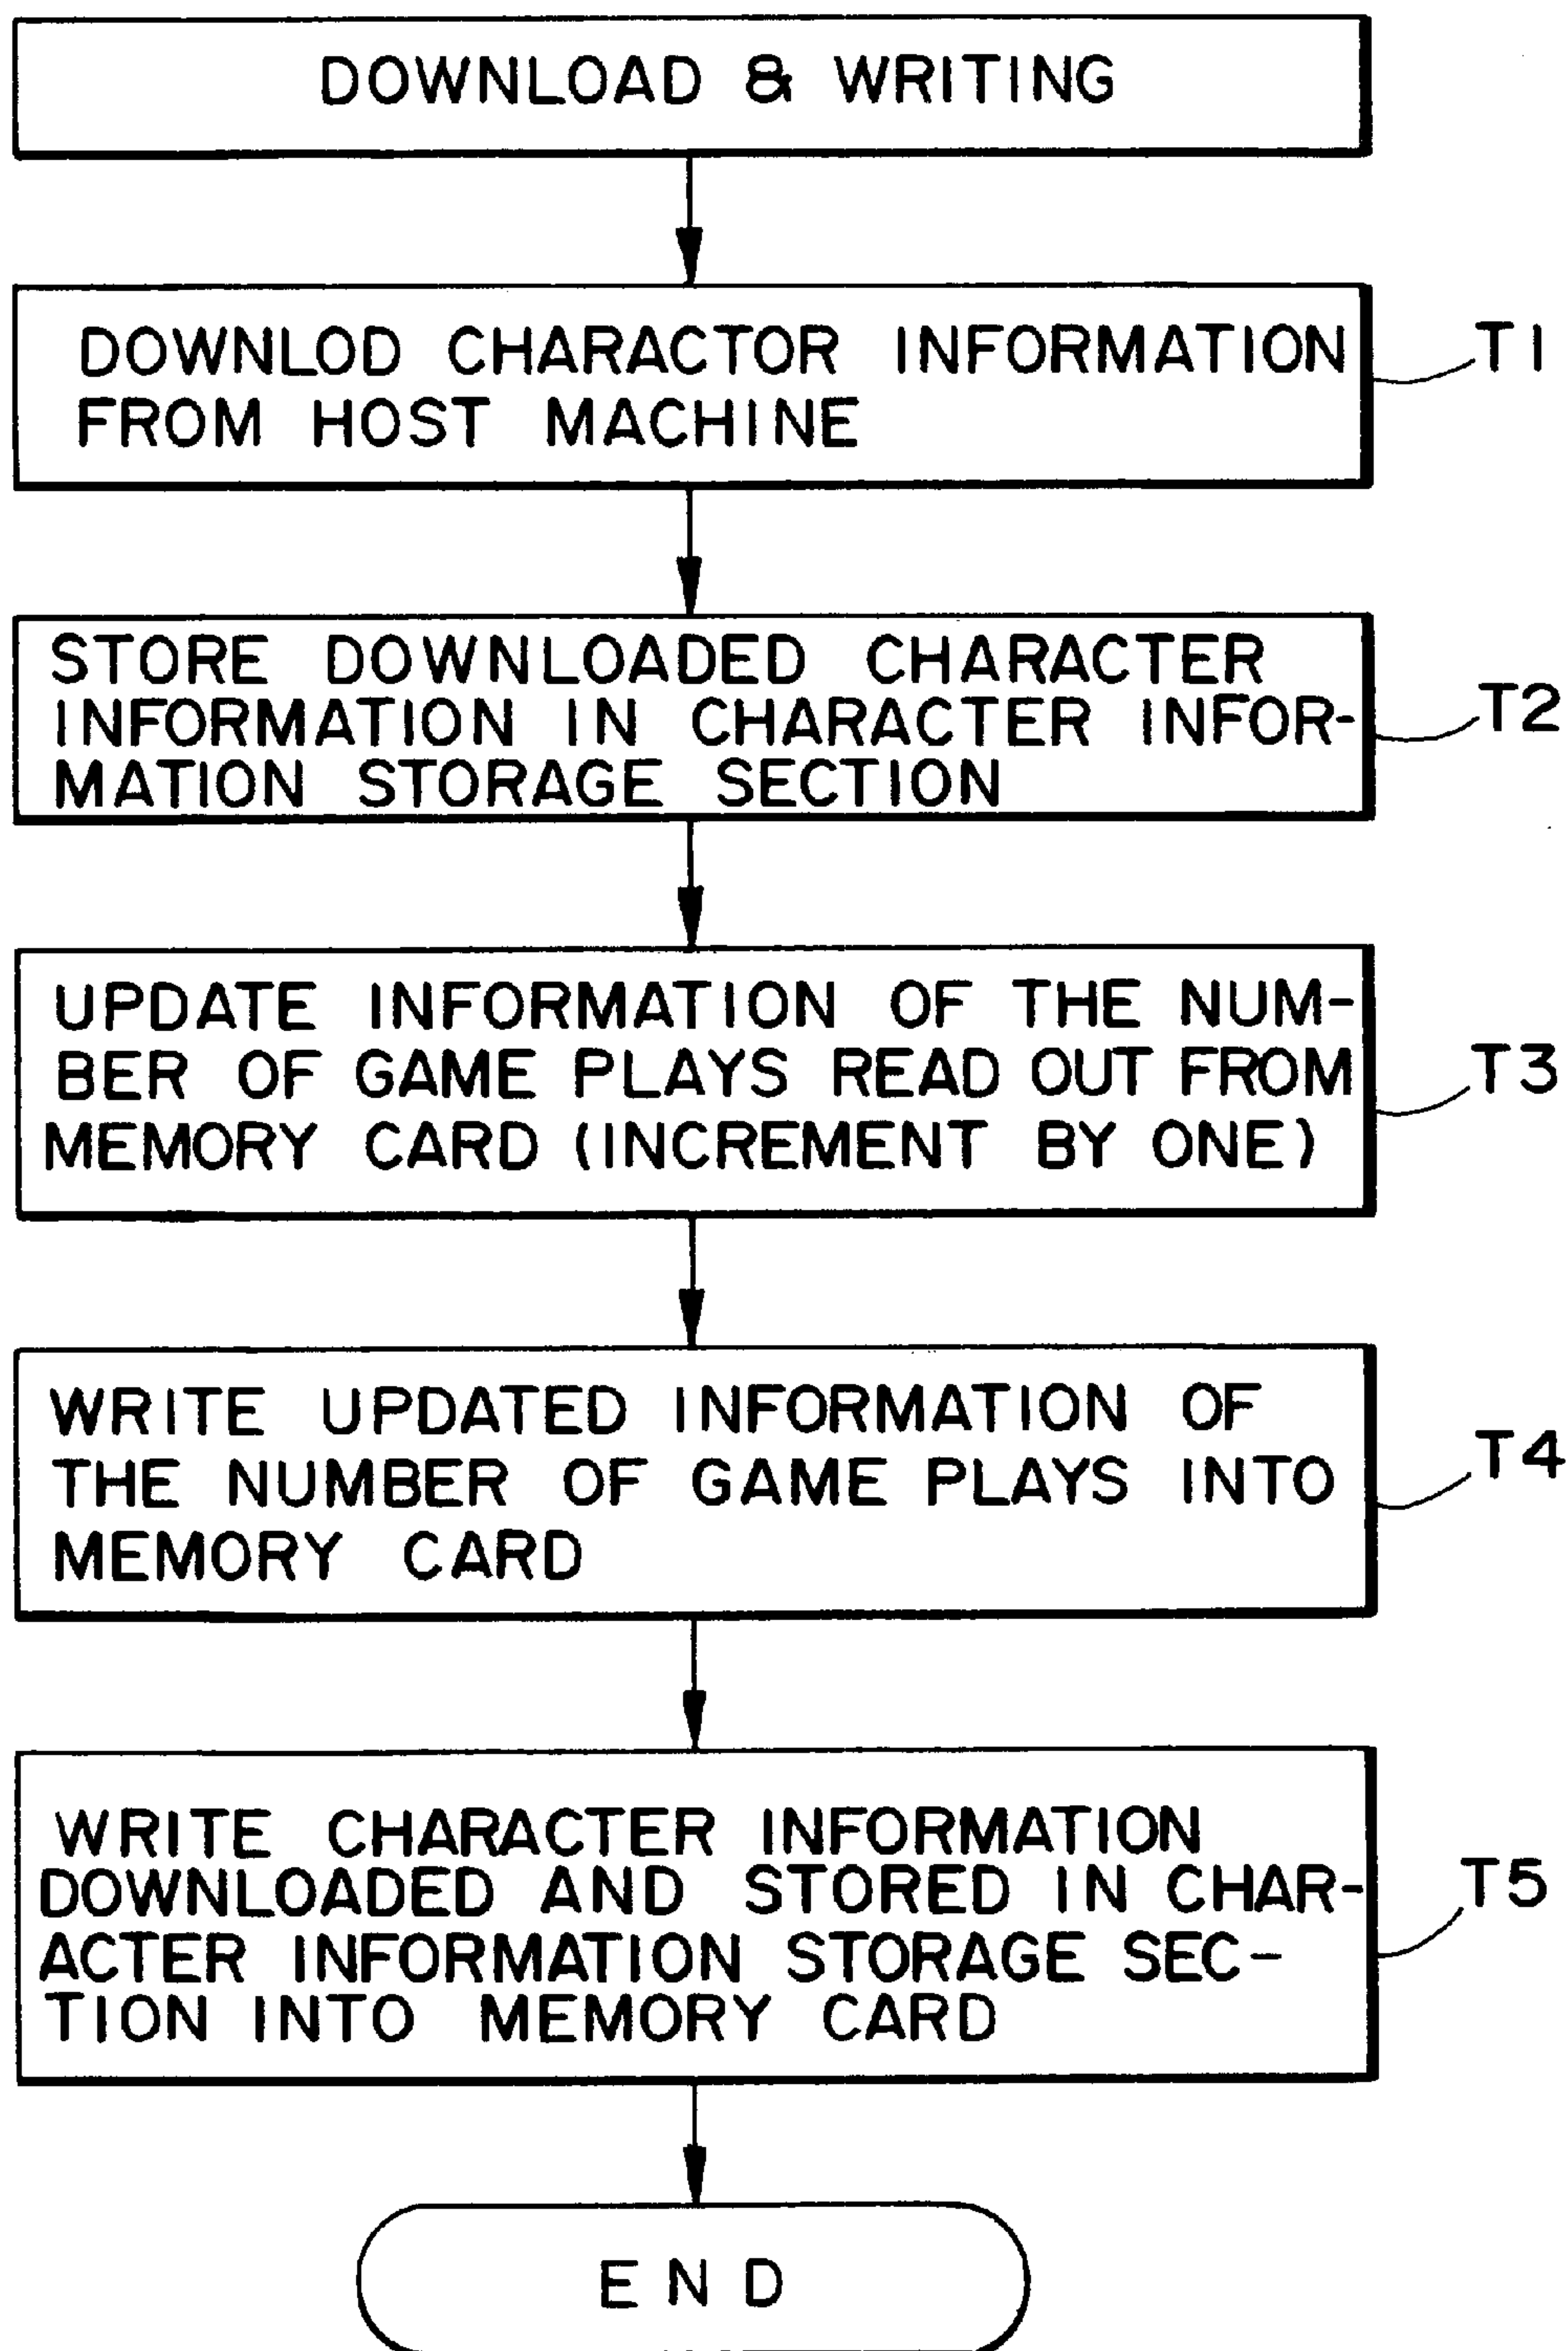 DOWNLOAD & WRITING
DOWNLOD CHARACTOR INFORMATION
FROM HOST MACHINE
T1
STORE DOWNLOADED CHARACTER
INFORMATION IN CHARACTER INFOR-
MATION STORAGE SECTION
T2
UPDATE INFORMATION OF THE NUM-
BER OF GAME PLAYS READ OUT FROM
MEMORY CARD (INCREMENT BY ONE)
T3
WRITE UPDATED INFORMATION OF
THE NUMBER OF GAME PLAYS INTO
MEMORY CARD
T4
WRITE CHARACTER INFORMATION
DOWNLOADED AND STORED IN CHAR-
ACTER INFORMATION STORAGE SEC-
TION INTO MEMORY CARD
T5
END